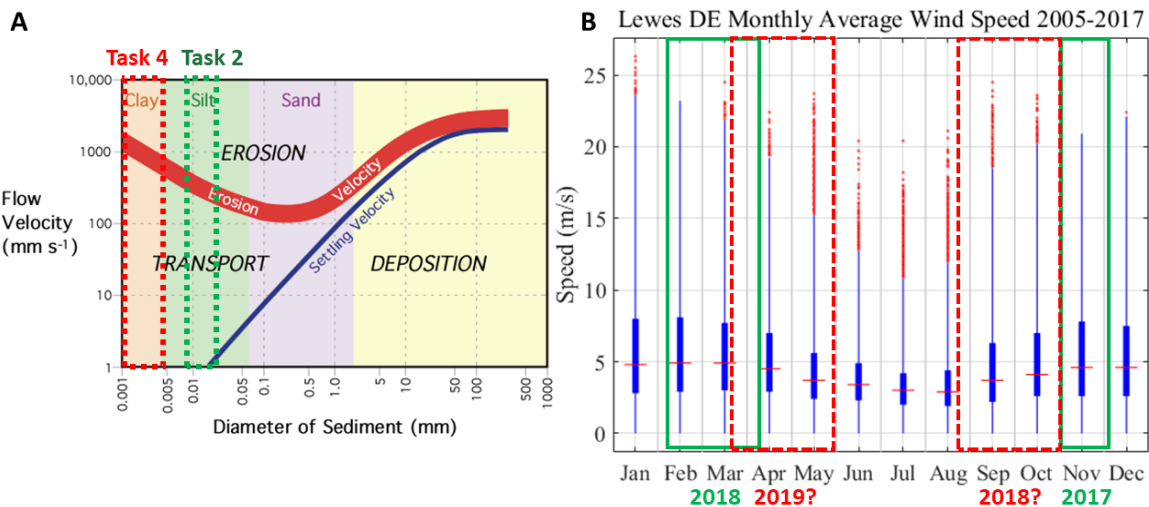 A
Task 4 Task 2
10,000
1000
100
10
1
Flow
Velocity
(mm s-1)
Clay
Silt
Sand
EROSION
Erosion
Velocity
Settling Velocity
TRANSPORT
DEPOSITION
0.001
0.005
0.01
0.05
0.1
0.5
1.0
5
10
50
100
500
1000
Diameter of Sediment (mm)
B
Lewes DE Monthly Average Wind Speed 2005-2017
25
20
15
10
5
0
Speed (m/s)
Jan Feb Mar Apr May Jun Jul Aug Sep Oct Nov Dec
2018 2019? 2018? 2017